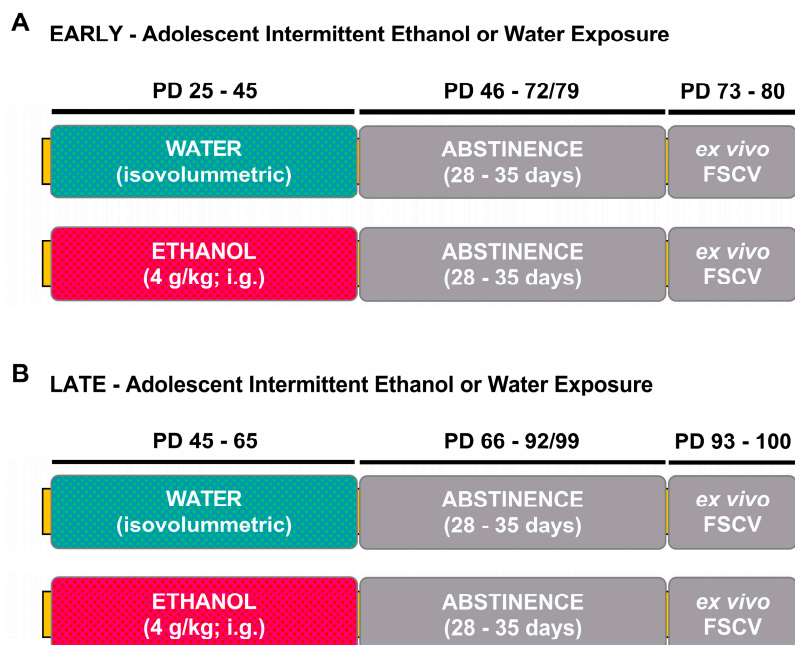 A EARLY - Adolescent Intermittent Ethanol or Water Exposure
PD 25 - 45 PD 46 - 72/79 PD 73 - 80
WATER ABSTINENCE ex vivo
(isovolummetric) (28 - 35 days) FSCV
ETHANOL ABSTINENCE ex vivo
(4 g/kg; i.g.) (28 - 35 days) FSCV
B LATE - Adolescent Intermittent Ethanol or Water Exposure
PD 45 - 65 PD 66 - 92/99 PD 93 - 100
WATER ABSTINENCE ex vivo
(isovolummetric) (28 - 35 days) FSCV
ETHANOL ABSTINENCE ex vivo
(4 g/kg; i.g.) (28 - 35 days) FSCV